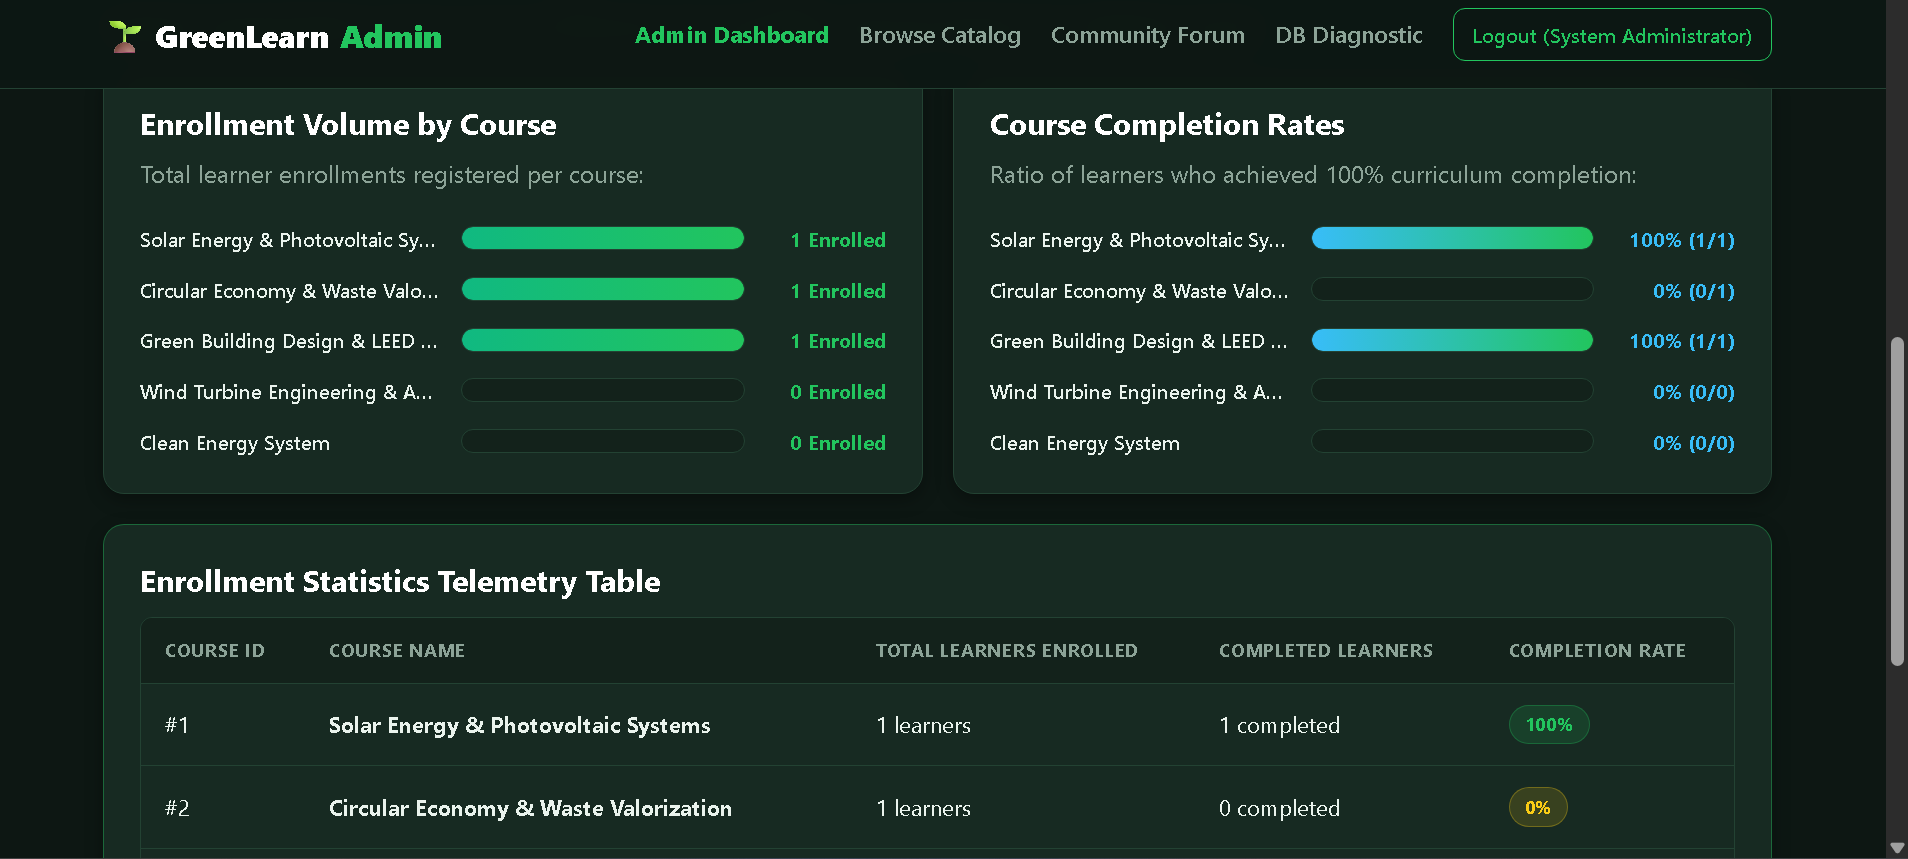 GreenLearn Admin
Admin Dashboard
Browse Catalog
Community Forum
DB Diagnostic
Logout (System Administrator)
Enrollment Volume by Course
Total learner enrollments registered per course:
Solar Energy & Photovoltaic Sy... 1 Enrolled
Circular Economy & Waste Valo... 1 Enrolled
Green Building Design & LEED ... 1 Enrolled
Wind Turbine Engineering & A... 0 Enrolled
Clean Energy System 0 Enrolled
Course Completion Rates
Ratio of learners who achieved 100% curriculum completion:
Solar Energy & Photovoltaic Sy... 100% (1/1)
Circular Economy & Waste Valo... 0% (0/1)
Green Building Design & LEED ... 100% (1/1)
Wind Turbine Engineering & A... 0% (0/0)
Clean Energy System 0% (0/0)
Enrollment Statistics Telemetry Table
COURSE ID COURSE NAME TOTAL LEARNERS ENROLLED COMPLETED LEARNERS COMPLETION RATE
#1 Solar Energy & Photovoltaic Systems 1 learners 1 completed 100%
#2 Circular Economy & Waste Valorization 1 learners 0 completed 0%